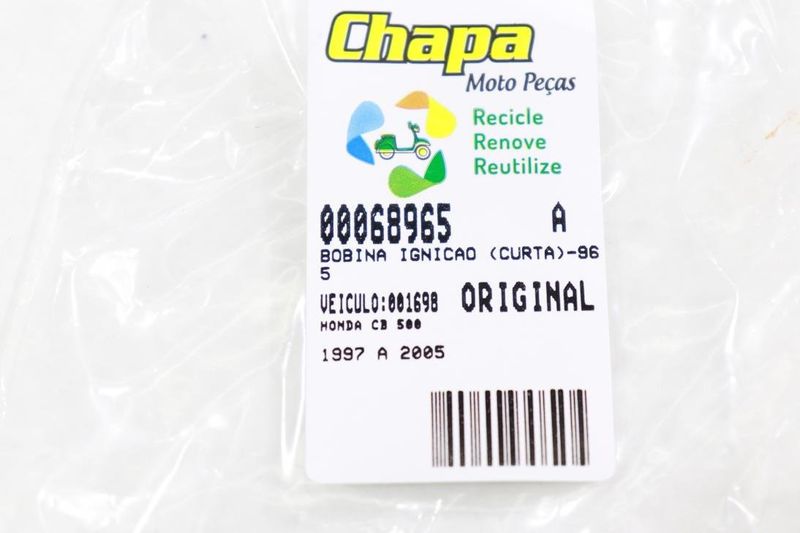 Chapa
Moto Peças
Recicle
Renove
Reutilize
00068965 A
BOBINA IGNICAO (CURTA)-96
5
VEICULO:001698 ORIGINAL
HONDA CB 500
1997 A 2005